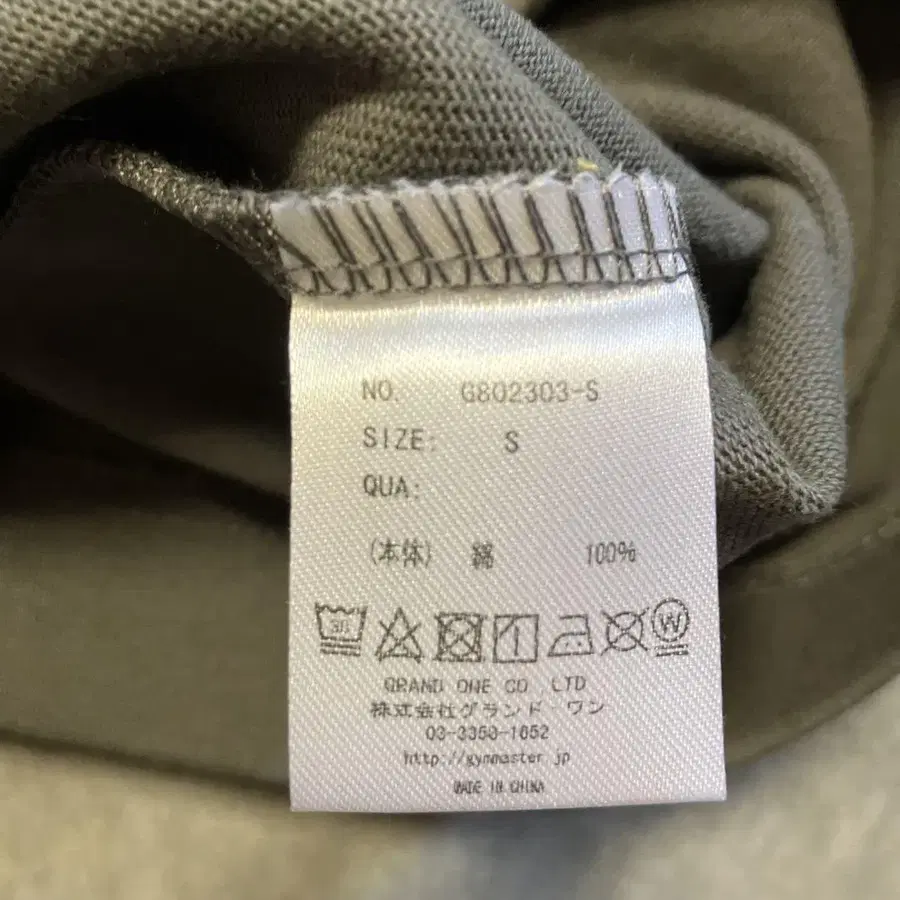 NO. G802303-S
SIZE: S
QUA:
(本体) 綿 100%
30
W
GRAND ONE CO.,LTD
株式会社グランド・ワン
03-3350-1652
http://gymmaster.jp
MADE IN CHINA